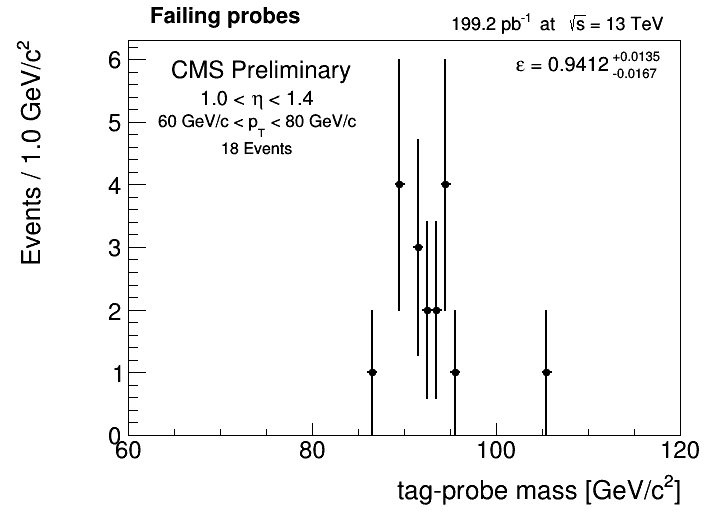 Failing probes
199.2 pb⁻¹ at √s = 13 TeV
CMS Preliminary
1.0 < η < 1.4
60 GeV/c < p_T < 80 GeV/c
18 Events
ε = 0.9412 +0.0135 -0.0167
Events / 1.0 GeV/c²
6
5
4
3
2
1
0
60 80 100 120
tag-probe mass [GeV/c²]